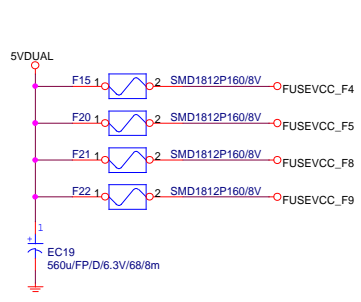 5VDUAL
F15 1 2 SMD1812P160/8V FUSEVCC_F4
F20 1 2 SMD1812P160/8V FUSEVCC_F5
F21 1 2 SMD1812P160/8V FUSEVCC_F8
F22 1 2 SMD1812P160/8V FUSEVCC_F9
1
+
EC19
560u/FP/D/6.3V/68/8m